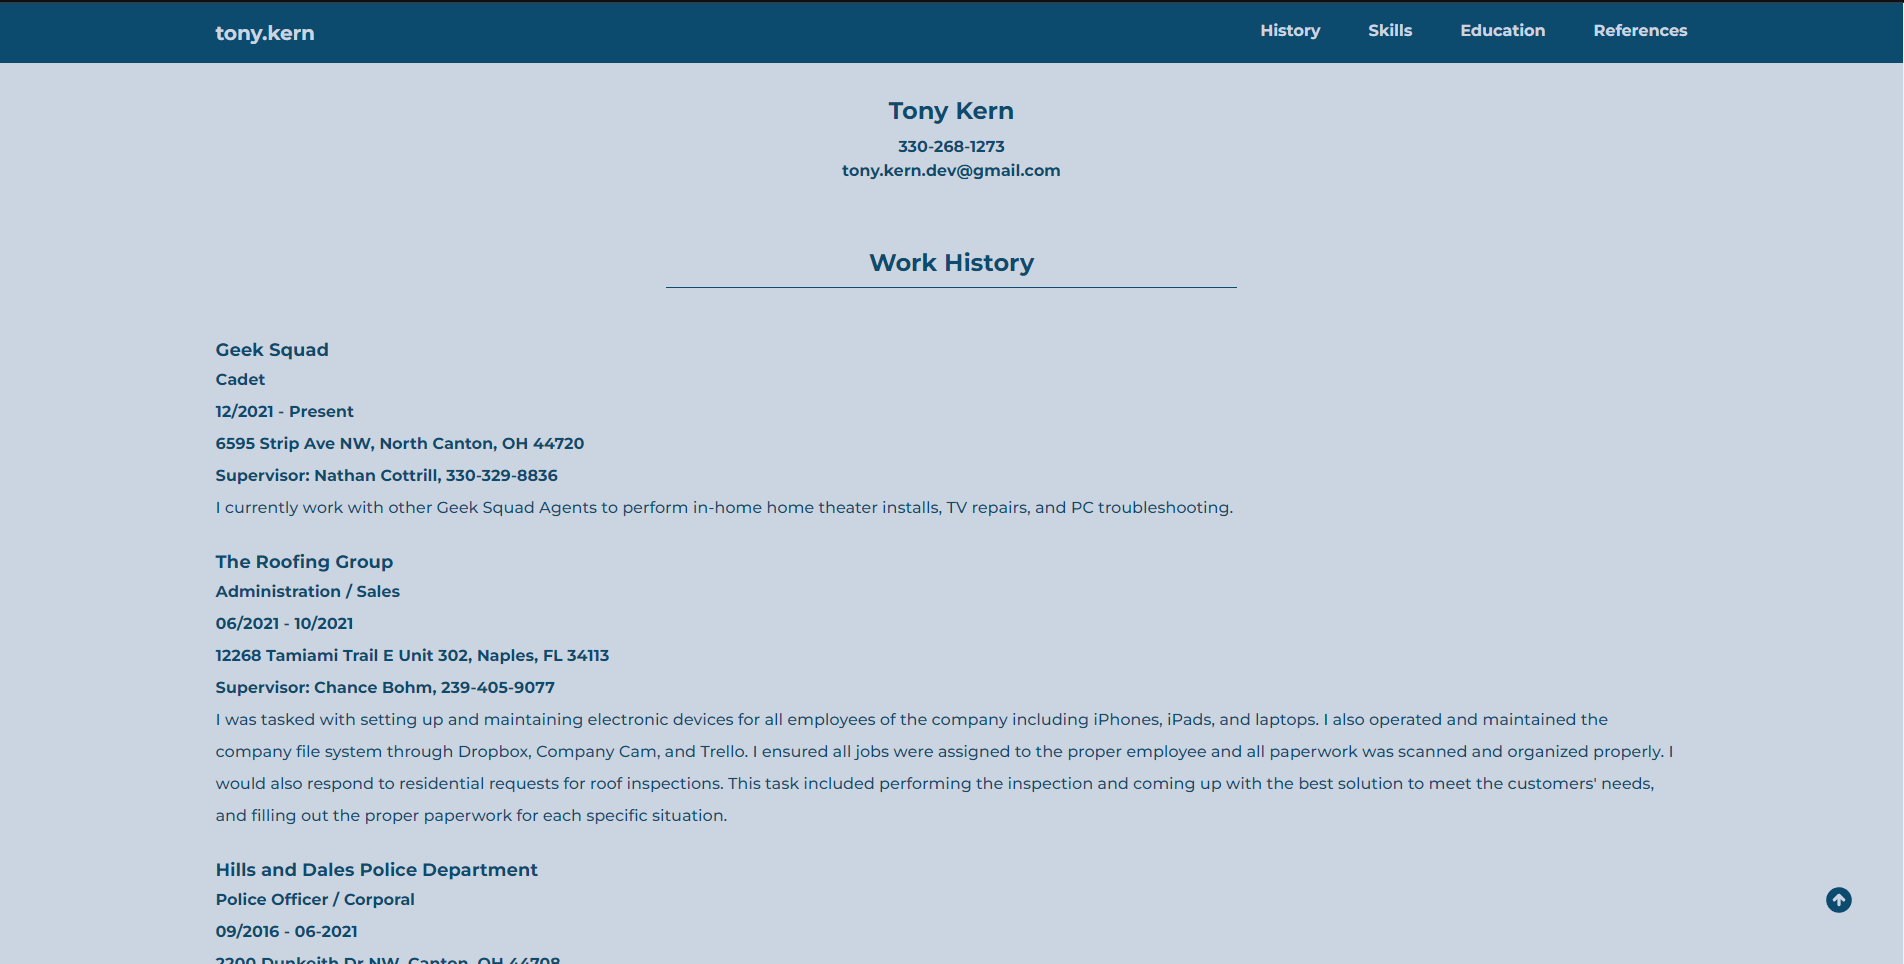 tony.kern
History Skills Education References
Tony Kern
330-268-1273
tony.kern.dev@gmail.com
Work History
Geek Squad
Cadet
12/2021 - Present
6595 Strip Ave NW, North Canton, OH 44720
Supervisor: Nathan Cottrill, 330-329-8836
I currently work with other Geek Squad Agents to perform in-home home theater installs, TV repairs, and PC troubleshooting.
The Roofing Group
Administration / Sales
06/2021 - 10/2021
12268 Tamiami Trail E Unit 302, Naples, FL 34113
Supervisor: Chance Bohm, 239-405-9077
I was tasked with setting up and maintaining electronic devices for all employees of the company including iPhones, iPads, and laptops. I also operated and maintained the
company file system through Dropbox, Company Cam, and Trello. I ensured all jobs were assigned to the proper employee and all paperwork was scanned and organized properly. I
would also respond to residential requests for roof inspections. This task included performing the inspection and coming up with the best solution to meet the customers' needs,
and filling out the proper paperwork for each specific situation.
Hills and Dales Police Department
Police Officer / Corporal
09/2016 - 06-2021
2200 Dunkeith Dr NW, Canton, OH 44708